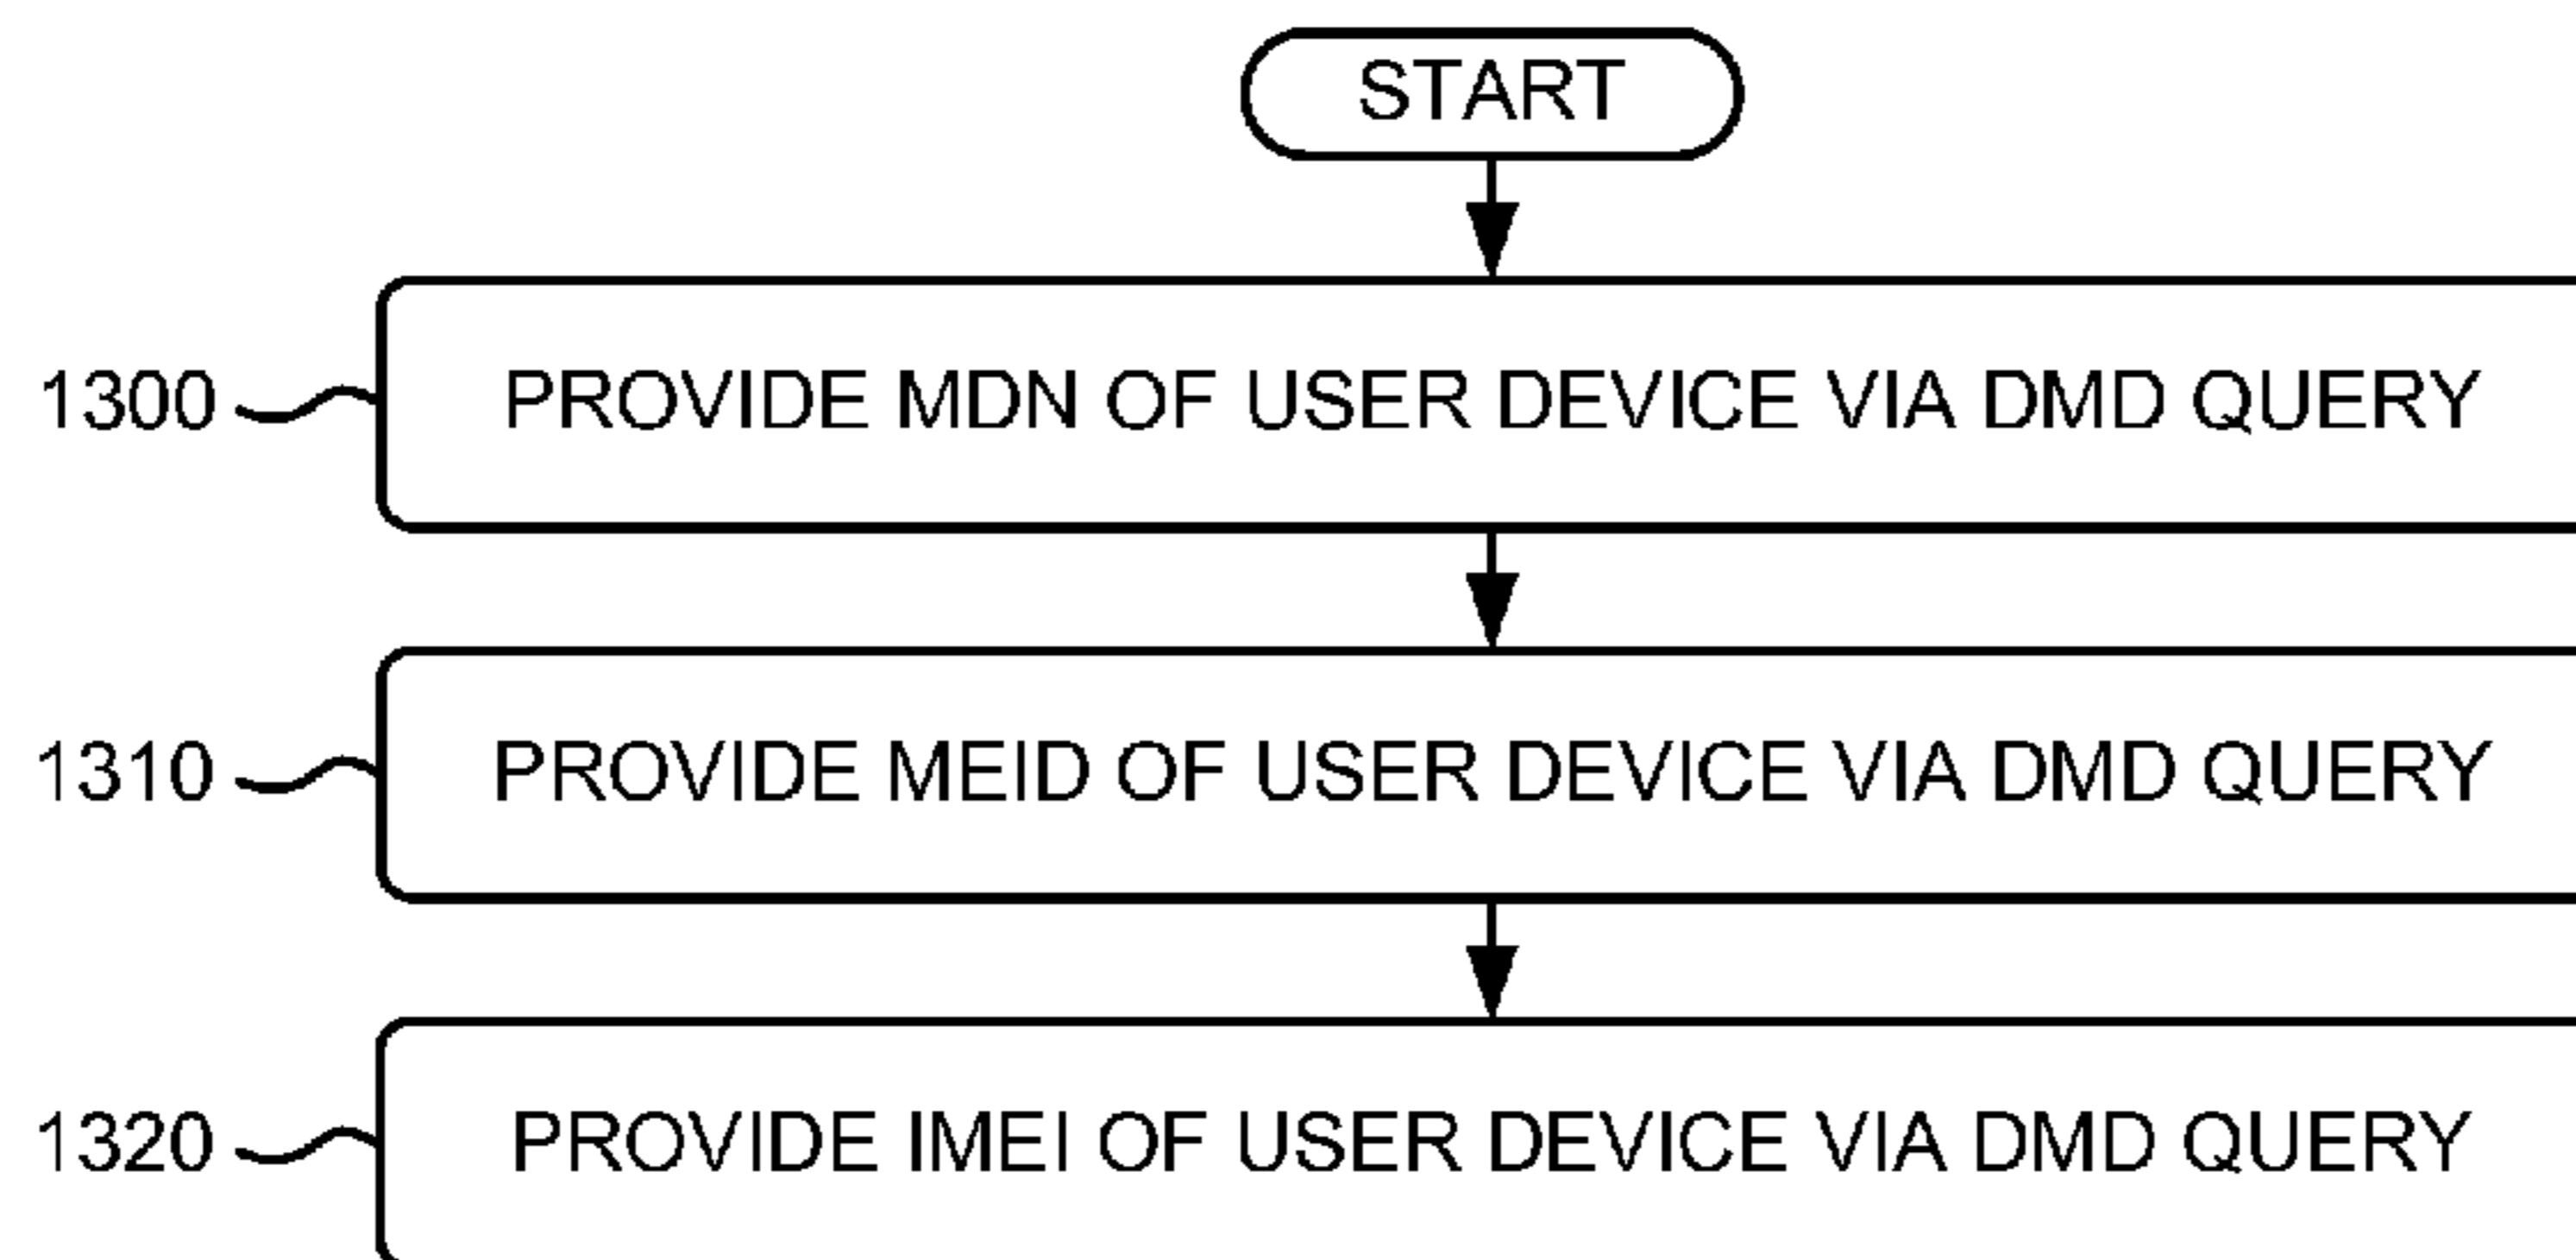 START
1300 PROVIDE MDN OF USER DEVICE VIA DMD QUERY
1310 PROVIDE MEID OF USER DEVICE VIA DMD QUERY
1320 PROVIDE IMEI OF USER DEVICE VIA DMD QUERY